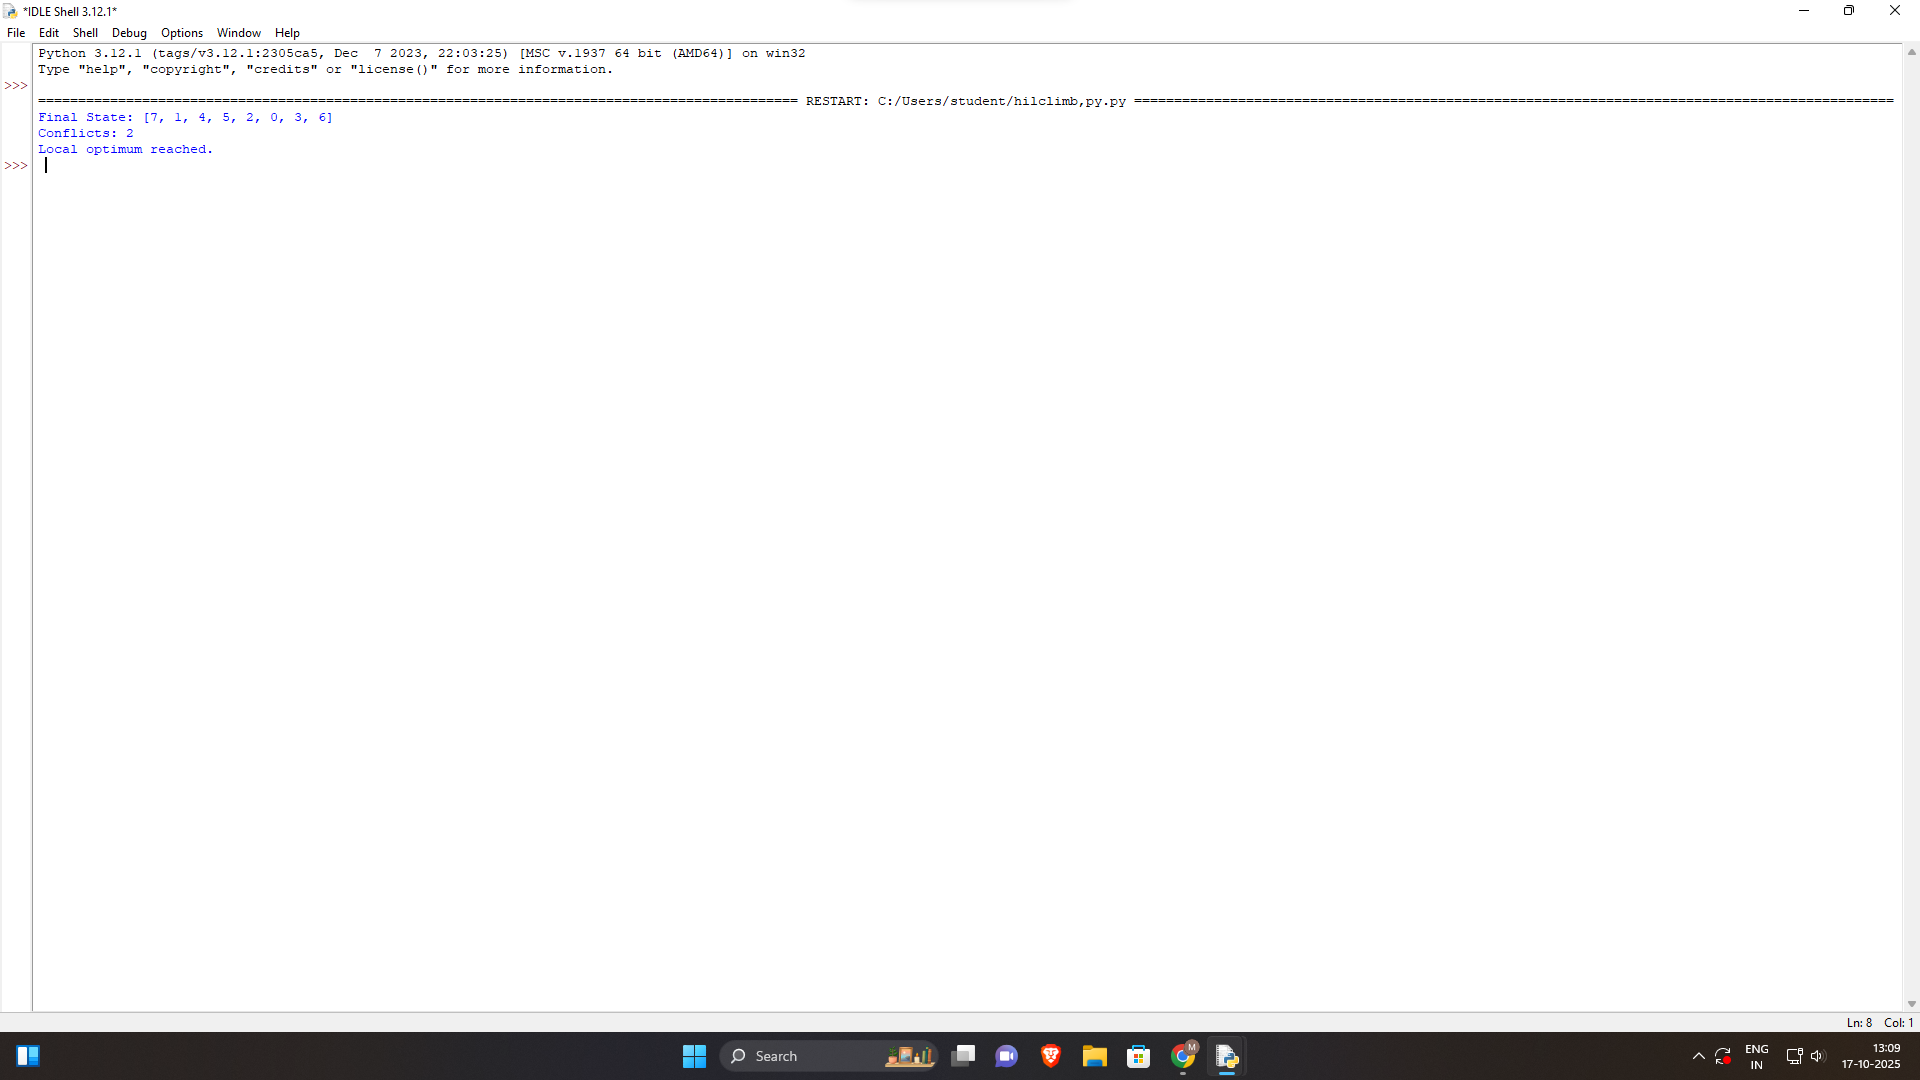 *IDLE Shell 3.12.1*
File Edit Shell Debug Options Window Help
Python 3.12.1 (tags/v3.12.1:2305ca5, Dec  7 2023, 22:03:25) [MSC v.1937 64 bit (AMD64)] on win32
Type "help", "copyright", "credits" or "license()" for more information.
>>>
=============================================================================================== RESTART: C:/Users/student/hilclimb,py.py ===============================================================================================
Final State: [7, 1, 4, 5, 2, 0, 3, 6]
Conflicts: 2
Local optimum reached.
>>>
Ln: 8 Col: 1
Search
M
ENG
IN
13:09
17-10-2025